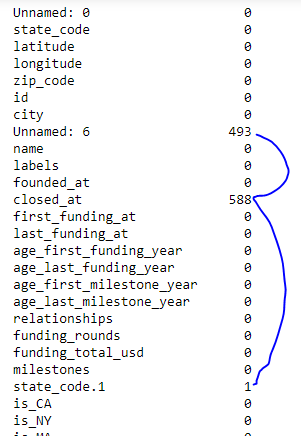 Unnamed: 0 0
state_code 0
latitude 0
longitude 0
zip_code 0
id 0
city 0
Unnamed: 6 493
name 0
labels 0
founded_at 0
closed_at 588
first_funding_at 0
last_funding_at 0
age_first_funding_year 0
age_last_funding_year 0
age_first_milestone_year 0
age_last_milestone_year 0
relationships 0
funding_rounds 0
funding_total_usd 0
milestones 0
state_code.1 1
is_CA 0
is_NY 0